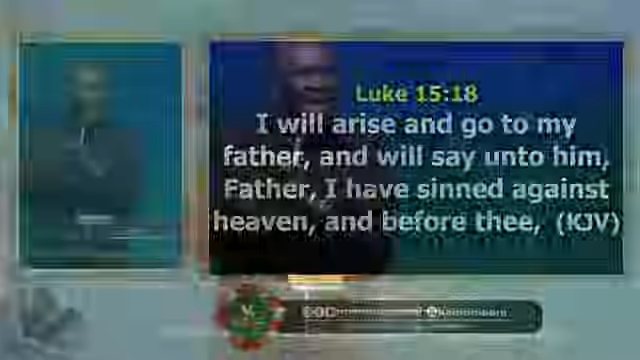 Luke 15:18
I will arise and go to my
father, and will say unto him,
Father, I have sinned against
heaven, and before thee, (KJV)